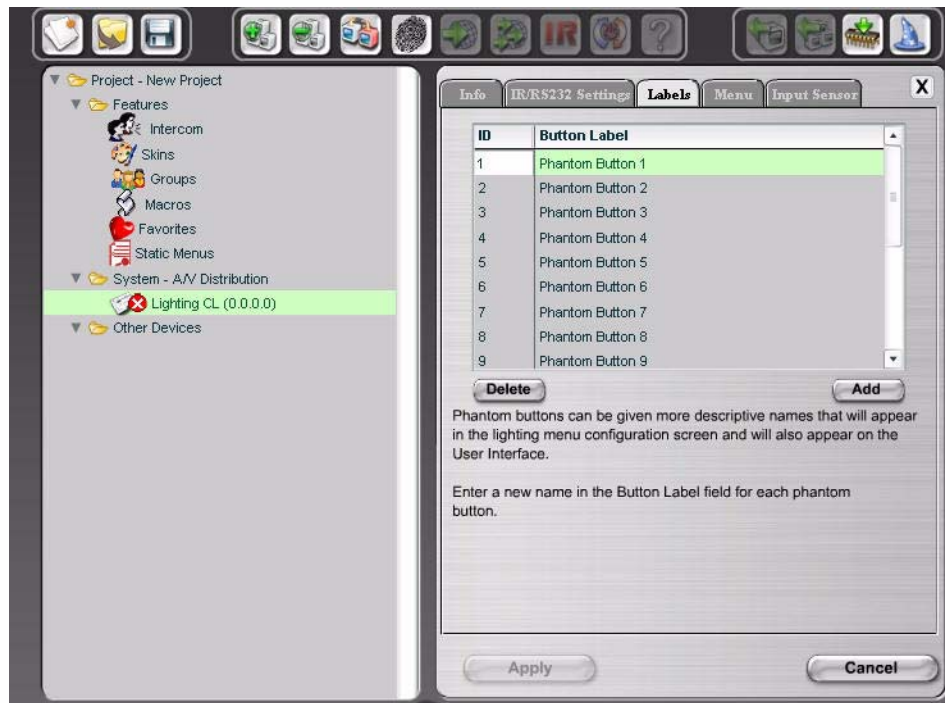 IR
?
Project - New Project
Features
Intercom
Skins
Groups
Macros
Favorites
Static Menus
System - A/V Distribution
Lighting CL (0.0.0.0)
Other Devices
Info
IR/RS232 Settings
Labels
Menu
Input Sensor
X
ID Button Label
1 Phantom Button 1
2 Phantom Button 2
3 Phantom Button 3
4 Phantom Button 4
5 Phantom Button 5
6 Phantom Button 6
7 Phantom Button 7
8 Phantom Button 8
9 Phantom Button 9
Delete
Add
Phantom buttons can be given more descriptive names that will appear
in the lighting menu configuration screen and will also appear on the
User Interface.
Enter a new name in the Button Label field for each phantom
button.
Apply
Cancel